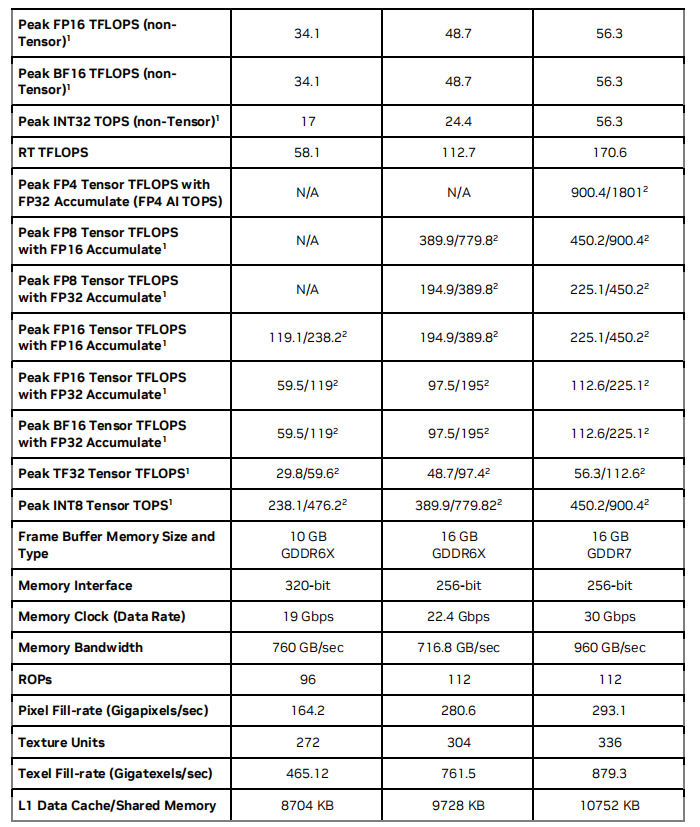 Peak FP16 TFLOPS (non-
Tensor)¹ 34.1 48.7 56.3
Peak BF16 TFLOPS (non-
Tensor)¹ 34.1 48.7 56.3
Peak INT32 TOPS (non-Tensor)¹ 17 24.4 56.3
RT TFLOPS 58.1 112.7 170.6
Peak FP4 Tensor TFLOPS with
FP32 Accumulate (FP4 AI TOPS) N/A N/A 900.4/1801²
Peak FP8 Tensor TFLOPS
with FP16 Accumulate¹ N/A 389.9/779.8² 450.2/900.4²
Peak FP8 Tensor TFLOPS
with FP32 Accumulate¹ N/A 194.9/389.8² 225.1/450.2²
Peak FP16 Tensor TFLOPS
with FP16 Accumulate¹ 119.1/238.2² 194.9/389.8² 225.1/450.2²
Peak FP16 Tensor TFLOPS
with FP32 Accumulate¹ 59.5/119² 97.5/195² 112.6/225.1²
Peak BF16 Tensor TFLOPS
with FP32 Accumulate¹ 59.5/119² 97.5/195² 112.6/225.1²
Peak TF32 Tensor TFLOPS¹ 29.8/59.6² 48.7/97.4² 56.3/112.6²
Peak INT8 Tensor TOPS¹ 238.1/476.2² 389.9/779.82² 450.2/900.4²
Frame Buffer Memory Size and
Type 10 GB
GDDR6X 16 GB
GDDR6X 16 GB
GDDR7
Memory Interface 320-bit 256-bit 256-bit
Memory Clock (Data Rate) 19 Gbps 22.4 Gbps 30 Gbps
Memory Bandwidth 760 GB/sec 716.8 GB/sec 960 GB/sec
ROPs 96 112 112
Pixel Fill-rate (Gigapixels/sec) 164.2 280.6 293.1
Texture Units 272 304 336
Texel Fill-rate (Gigatexels/sec) 465.12 761.5 879.3
L1 Data Cache/Shared Memory 8704 KB 9728 KB 10752 KB